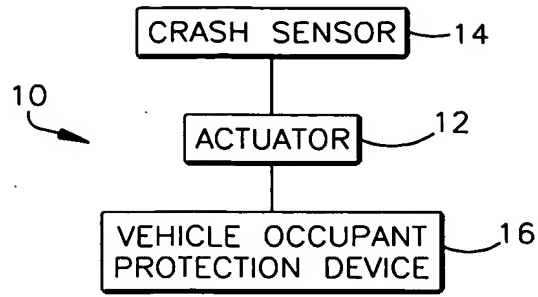 CRASH SENSOR 14
10
ACTUATOR 12
VEHICLE OCCUPANT 16
PROTECTION DEVICE